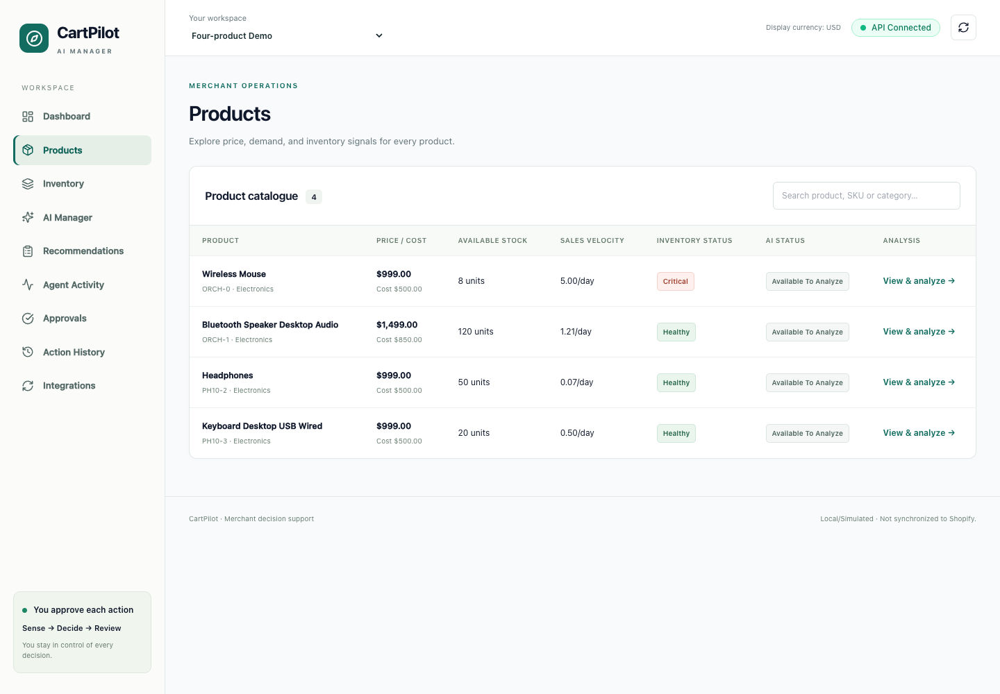 CartPilot
AI MANAGER
WORKSPACE
Dashboard
Products
Inventory
AI Manager
Recommendations
Agent Activity
Approvals
Action History
Integrations
You approve each action
Sense → Decide → Review
You stay in control of every
decision.
Your workspace
Four-product Demo
Display currency: USD
API Connected
MERCHANT OPERATIONS
Products
Explore price, demand, and inventory signals for every product.
Product catalogue 4
Search product, SKU or category...
PRODUCT PRICE / COST AVAILABLE STOCK SALES VELOCITY INVENTORY STATUS AI STATUS ANALYSIS
Wireless Mouse $999.00 8 units 5.00/day Critical Available To Analyze View & analyze →
ORCH-0 · Electronics Cost $500.00
Bluetooth Speaker Desktop Audio $1,499.00 120 units 1.21/day Healthy Available To Analyze View & analyze →
ORCH-1 · Electronics Cost $850.00
Headphones $999.00 50 units 0.07/day Healthy Available To Analyze View & analyze →
PH10-2 · Electronics Cost $500.00
Keyboard Desktop USB Wired $999.00 20 units 0.50/day Healthy Available To Analyze View & analyze →
PH10-3 · Electronics Cost $500.00
CartPilot · Merchant decision support
Local/Simulated · Not synchronized to Shopify.